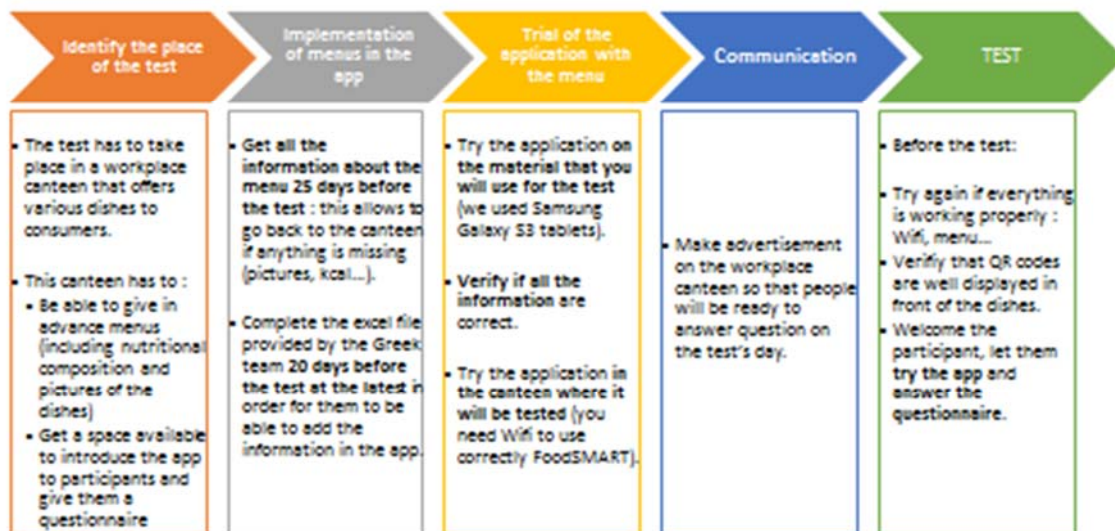 Identify the place
of the test
Implementation
of menus in the
app
Trial of the
application with
the menu
Communication
TEST
• The test has to take
place in a workplace
canteen that offers
various dishes to
consumers.
• This canteen has to :
• Be able to give in
advance menus
(including nutritional
composition and
pictures of the
dishes)
• Get a space available
to introduce the app
to participants and
give them a
questionnaire
• Get all the
information about the
menu 25 days before
the test : this allows to
go back to the canteen
if anything is missing
(pictures, kcal...).
• Complete the excel file
provided by the Greek
team 20 days before
the test at the latest in
order for them to be
able to add the
information in the app.
• Try the application on
the material that you
will use for the test
(we used Samsung
Galaxy S3 tablets).
• Verify if all the
information are
correct.
• Try the application in
the canteen where it
will be tested (you
need Wifi to use
correctly FoodSMART).
• Make advertisement
on the workplace
canteen so that people
will be ready to
answer question on
the test's day.
• Before the test:
• Try again if everything
is working properly :
Wifi, menu...
• Verifiy that QR codes
are well displayed in
front of the dishes.
• Welcome the
participant, let them
try the app and
answer the
questionnaire.